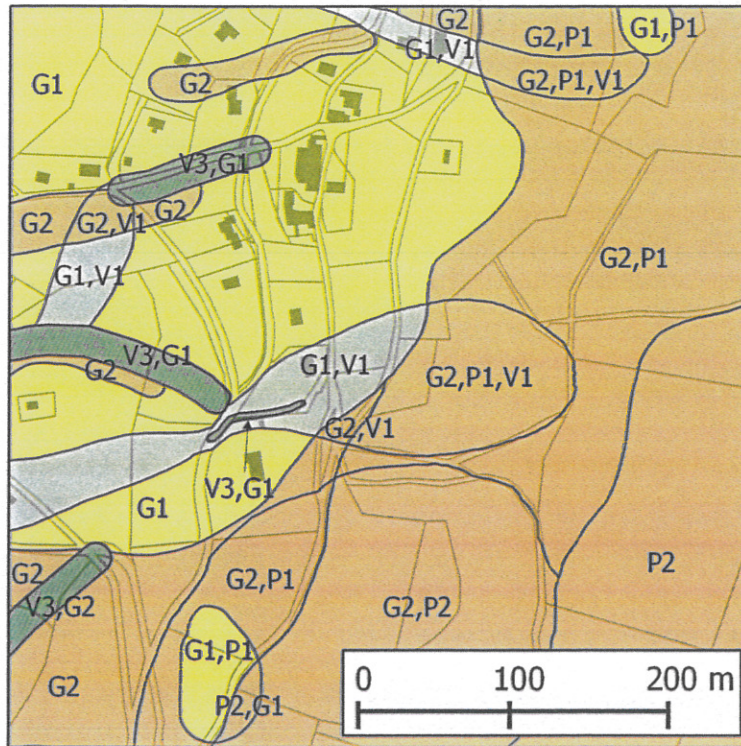 G2
G1,V1
G2,P1
G1,P1
G1
G2
G2,P1,V1
V3,G1
G2
G2,V1
G2
G1,V1
G2,P1
V3,G1
G2
G1,V1
G2,P1,V1
G2,V1
V3,G1
G1
G2
V3,G2
G2,P1
G2,P2
P2
G1,P1
G2
P2,G1
0 100 200 m